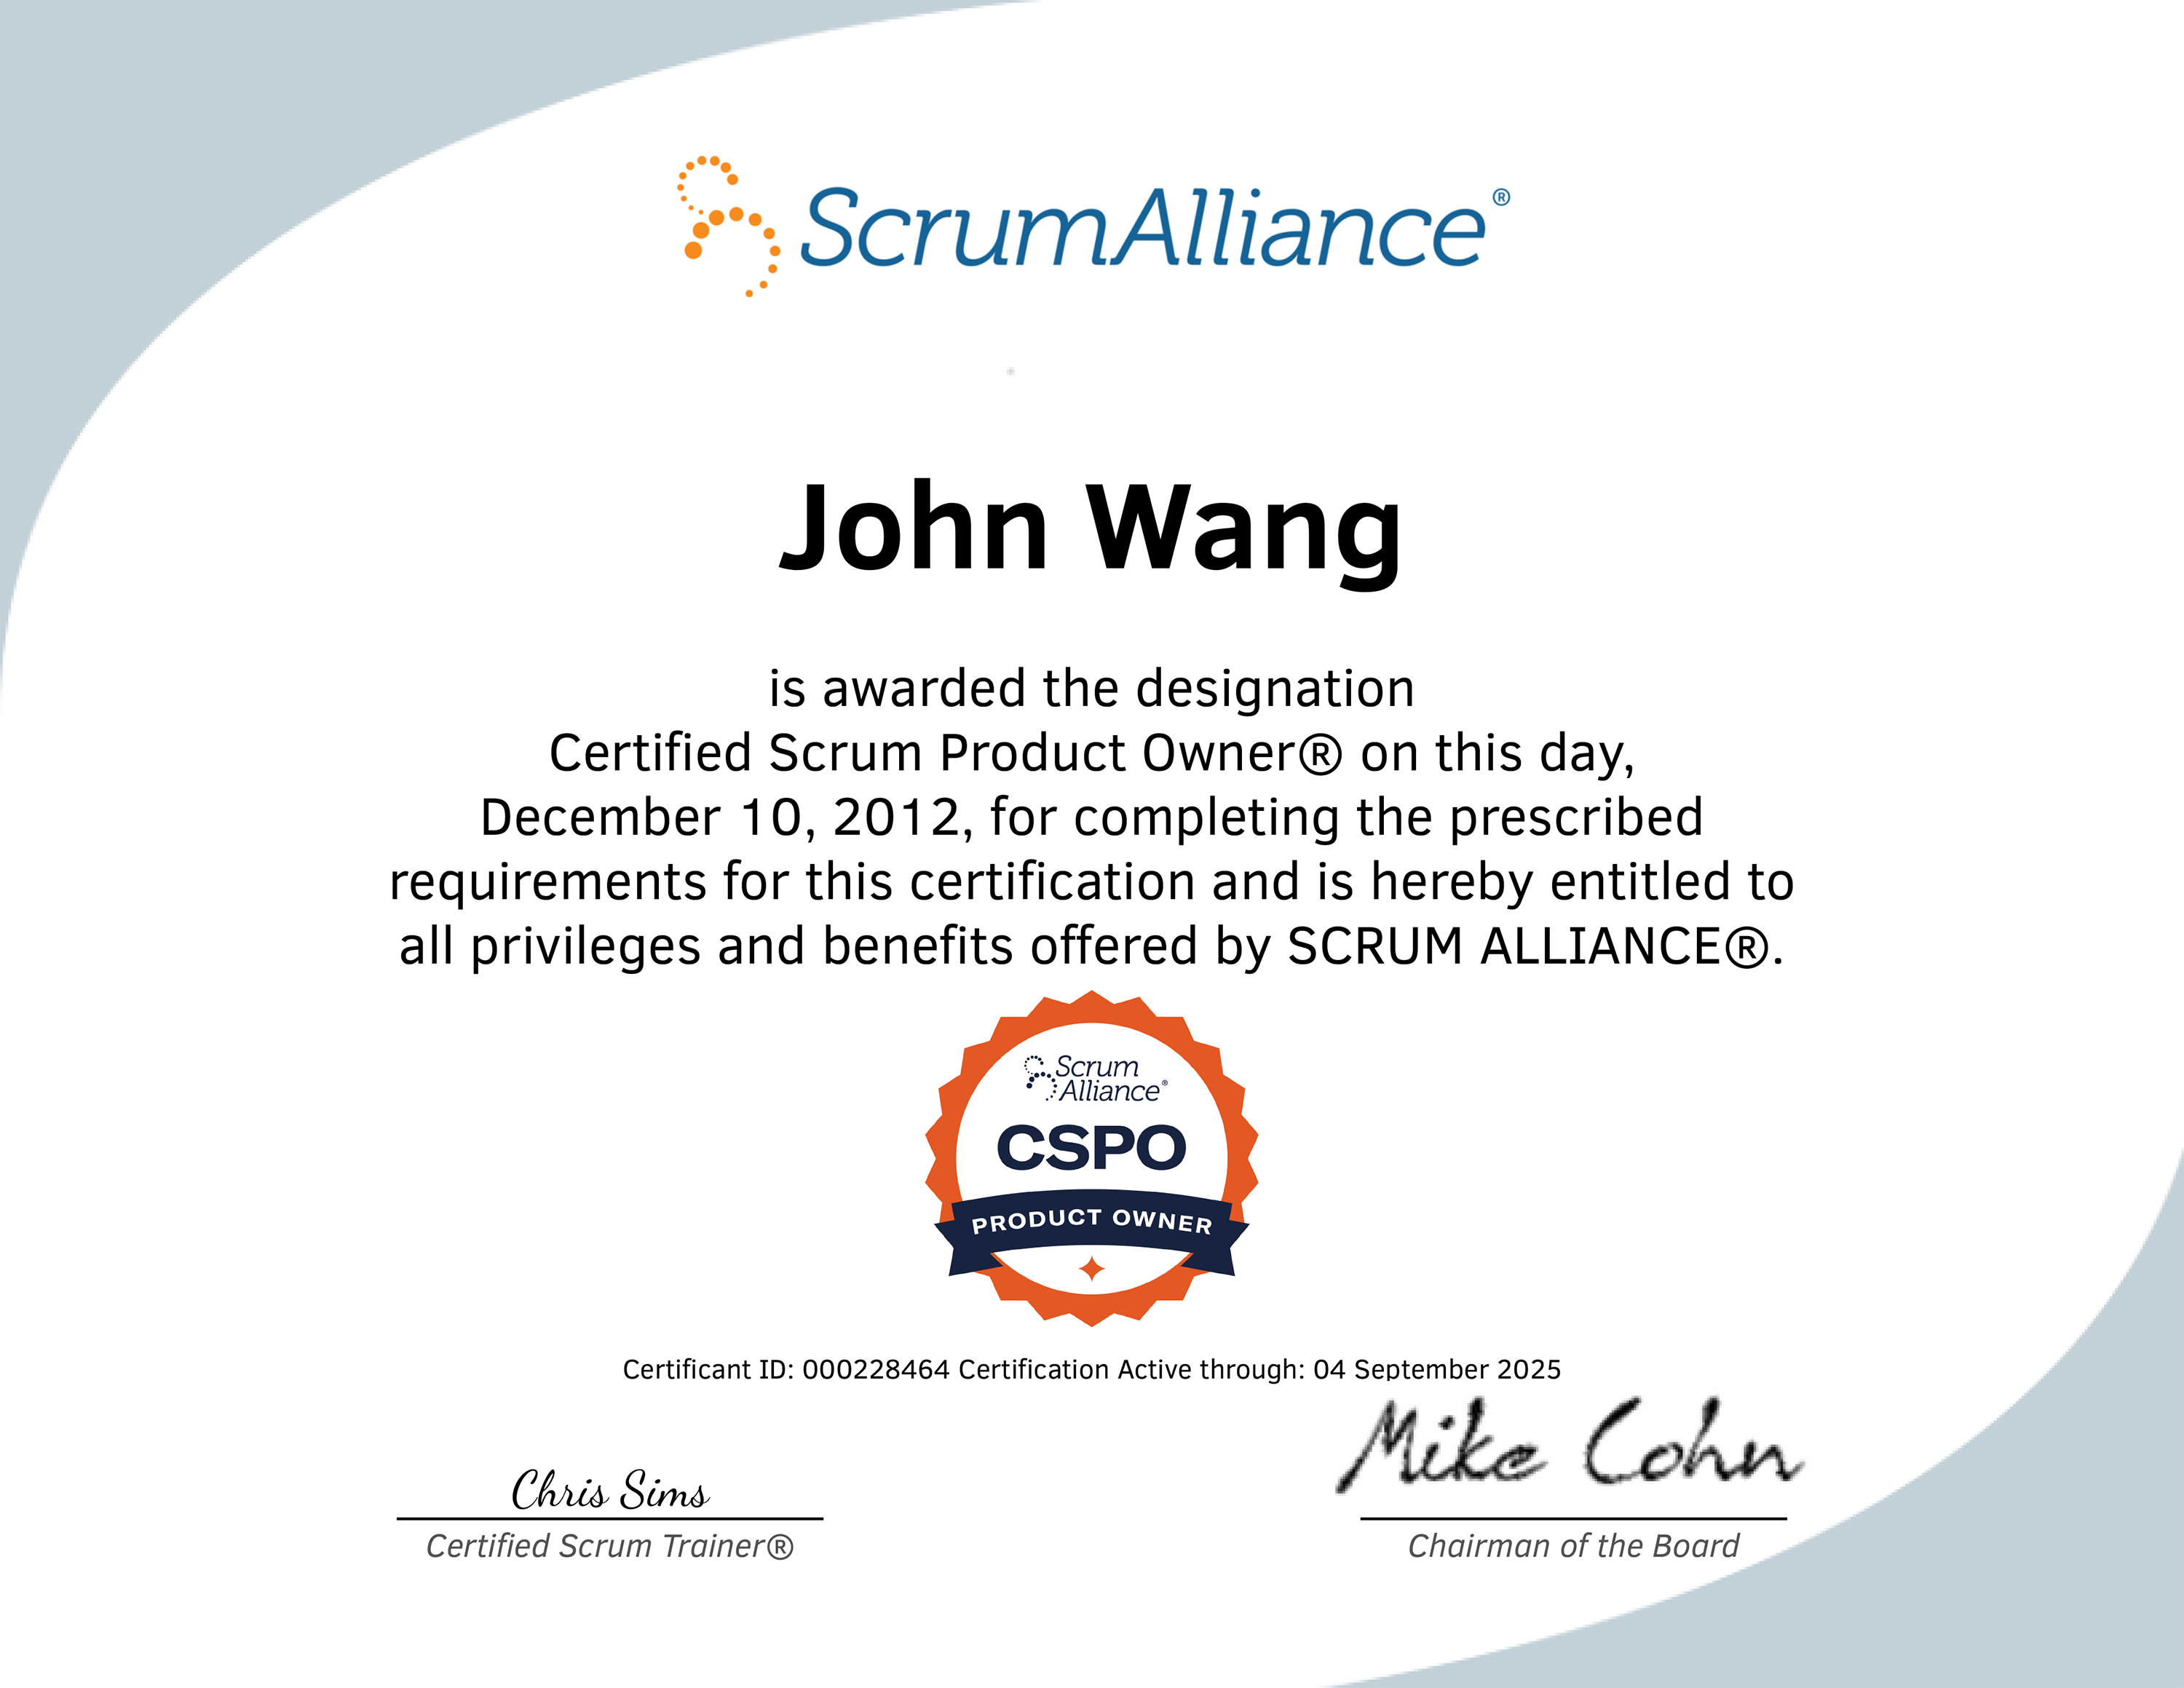 ScrumAlliance®
John Wang
is awarded the designation
Certified Scrum Product Owner® on this day,
December 10, 2012, for completing the prescribed
requirements for this certification and is hereby entitled to
all privileges and benefits offered by SCRUM ALLIANCE®.
Scrum
Alliance®
CSPO
PRODUCT OWNER
Certificant ID: 000228464 Certification Active through: 04 September 2025
Chris Sims
Certified Scrum Trainer®
Mike Cohn
Chairman of the Board